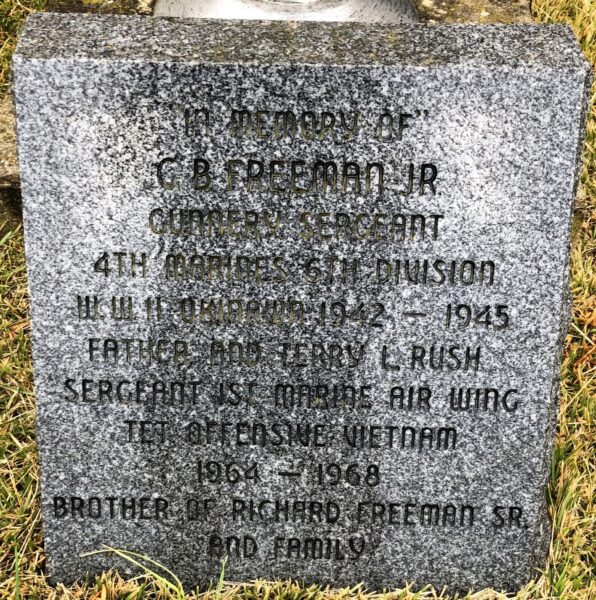 "IN MEMORY OF"
C B FREEMAN JR
GUNNERY SERGEANT
4TH MARINES 6TH DIVISION
W.W.II OKINAWA 1942 – 1945
FATHER AND TERRY L. RUSH
SERGEANT 1ST MARINE AIR WING
TET OFFENSIVE VIETNAM
1964 – 1968
BROTHER OF RICHARD FREEMAN SR.
AND FAMILY